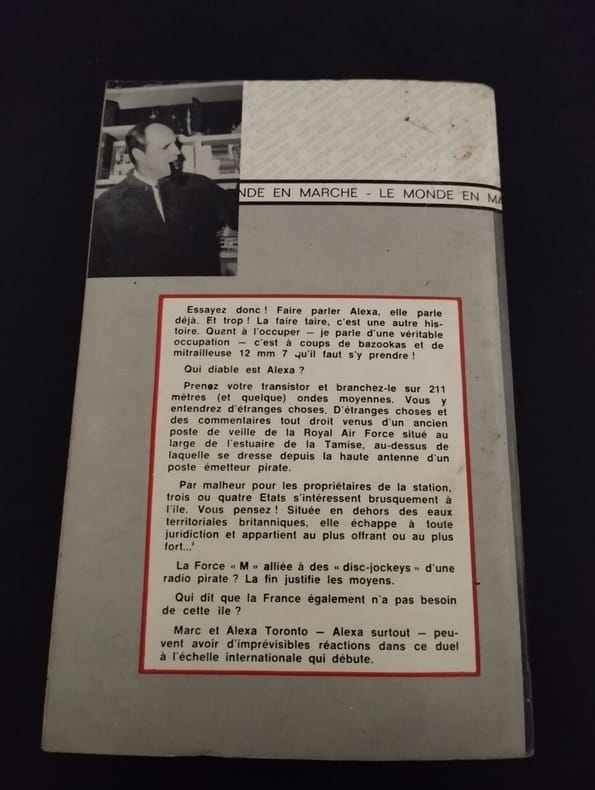 NDE EN MARCHE - LE MONDE EN MA
Essayez donc ! Faire parler Alexa, elle parle
déjà. Et trop ! La faire taire, c'est une autre his-
toire. Quant à l'occuper — je parle d'une véritable
occupation — c'est à coups de bazookas et de
mitrailleuse 12 mm 7 qu'il faut s'y prendre !
Qui diable est Alexa ?
Prenez votre transistor et branchez-le sur 211
mètres (et quelque) ondes moyennes. Vous y
entendrez d'étranges choses. D'étranges choses et
des commentaires tout droit venus d'un ancien
poste de veille de la Royal Air Force situé au
large de l'estuaire de la Tamise, au-dessus de
laquelle se dresse depuis la haute antenne d'un
poste émetteur pirate.
Par malheur pour les propriétaires de la station,
trois ou quatre Etats s'intéressent brusquement à
l'île. Vous pensez ! Située en dehors des eaux
territoriales britanniques, elle échappe à toute
juridiction et appartient au plus offrant ou au plus
fort...
La Force « M » alliée à des « disc-jockeys » d'une
radio pirate ? La fin justifie les moyens.
Qui dit que la France également n'a pas besoin
de cette île ?
Marc et Alexa Toronto — Alexa surtout — peu-
vent avoir d'imprévisibles réactions dans ce duel
à l'échelle internationale qui débute.